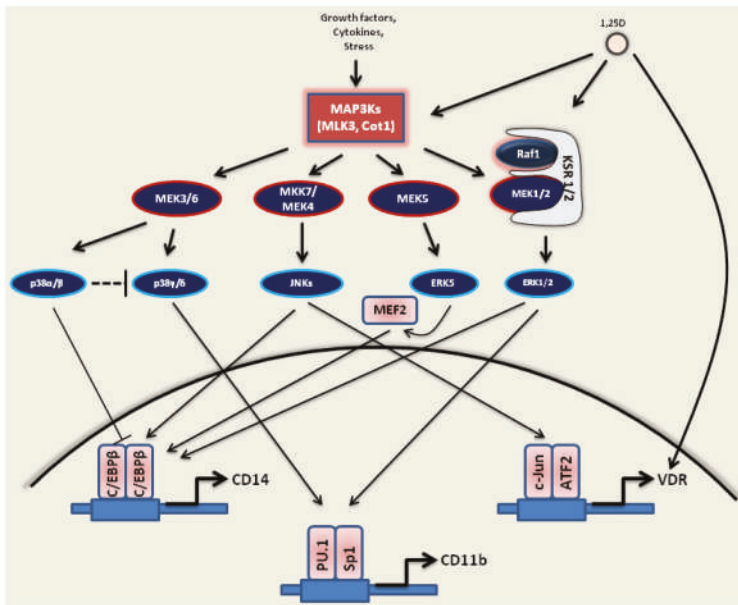 Growth factors,
Cytokines,
Stress
1,25D
MAP3Ks
(MLK3, Cot1)
Raf1
KSR 1/2
MEK3/6
MKK7/
MEK4
MEK5
MEK1/2
p38α/β
p38γ/δ
JNKs
ERK5
ERK1/2
MEF2
C/EBPβ
C/EBPβ
CD14
c-Jun
ATF2
VDR
PU.1
Sp1
CD11b